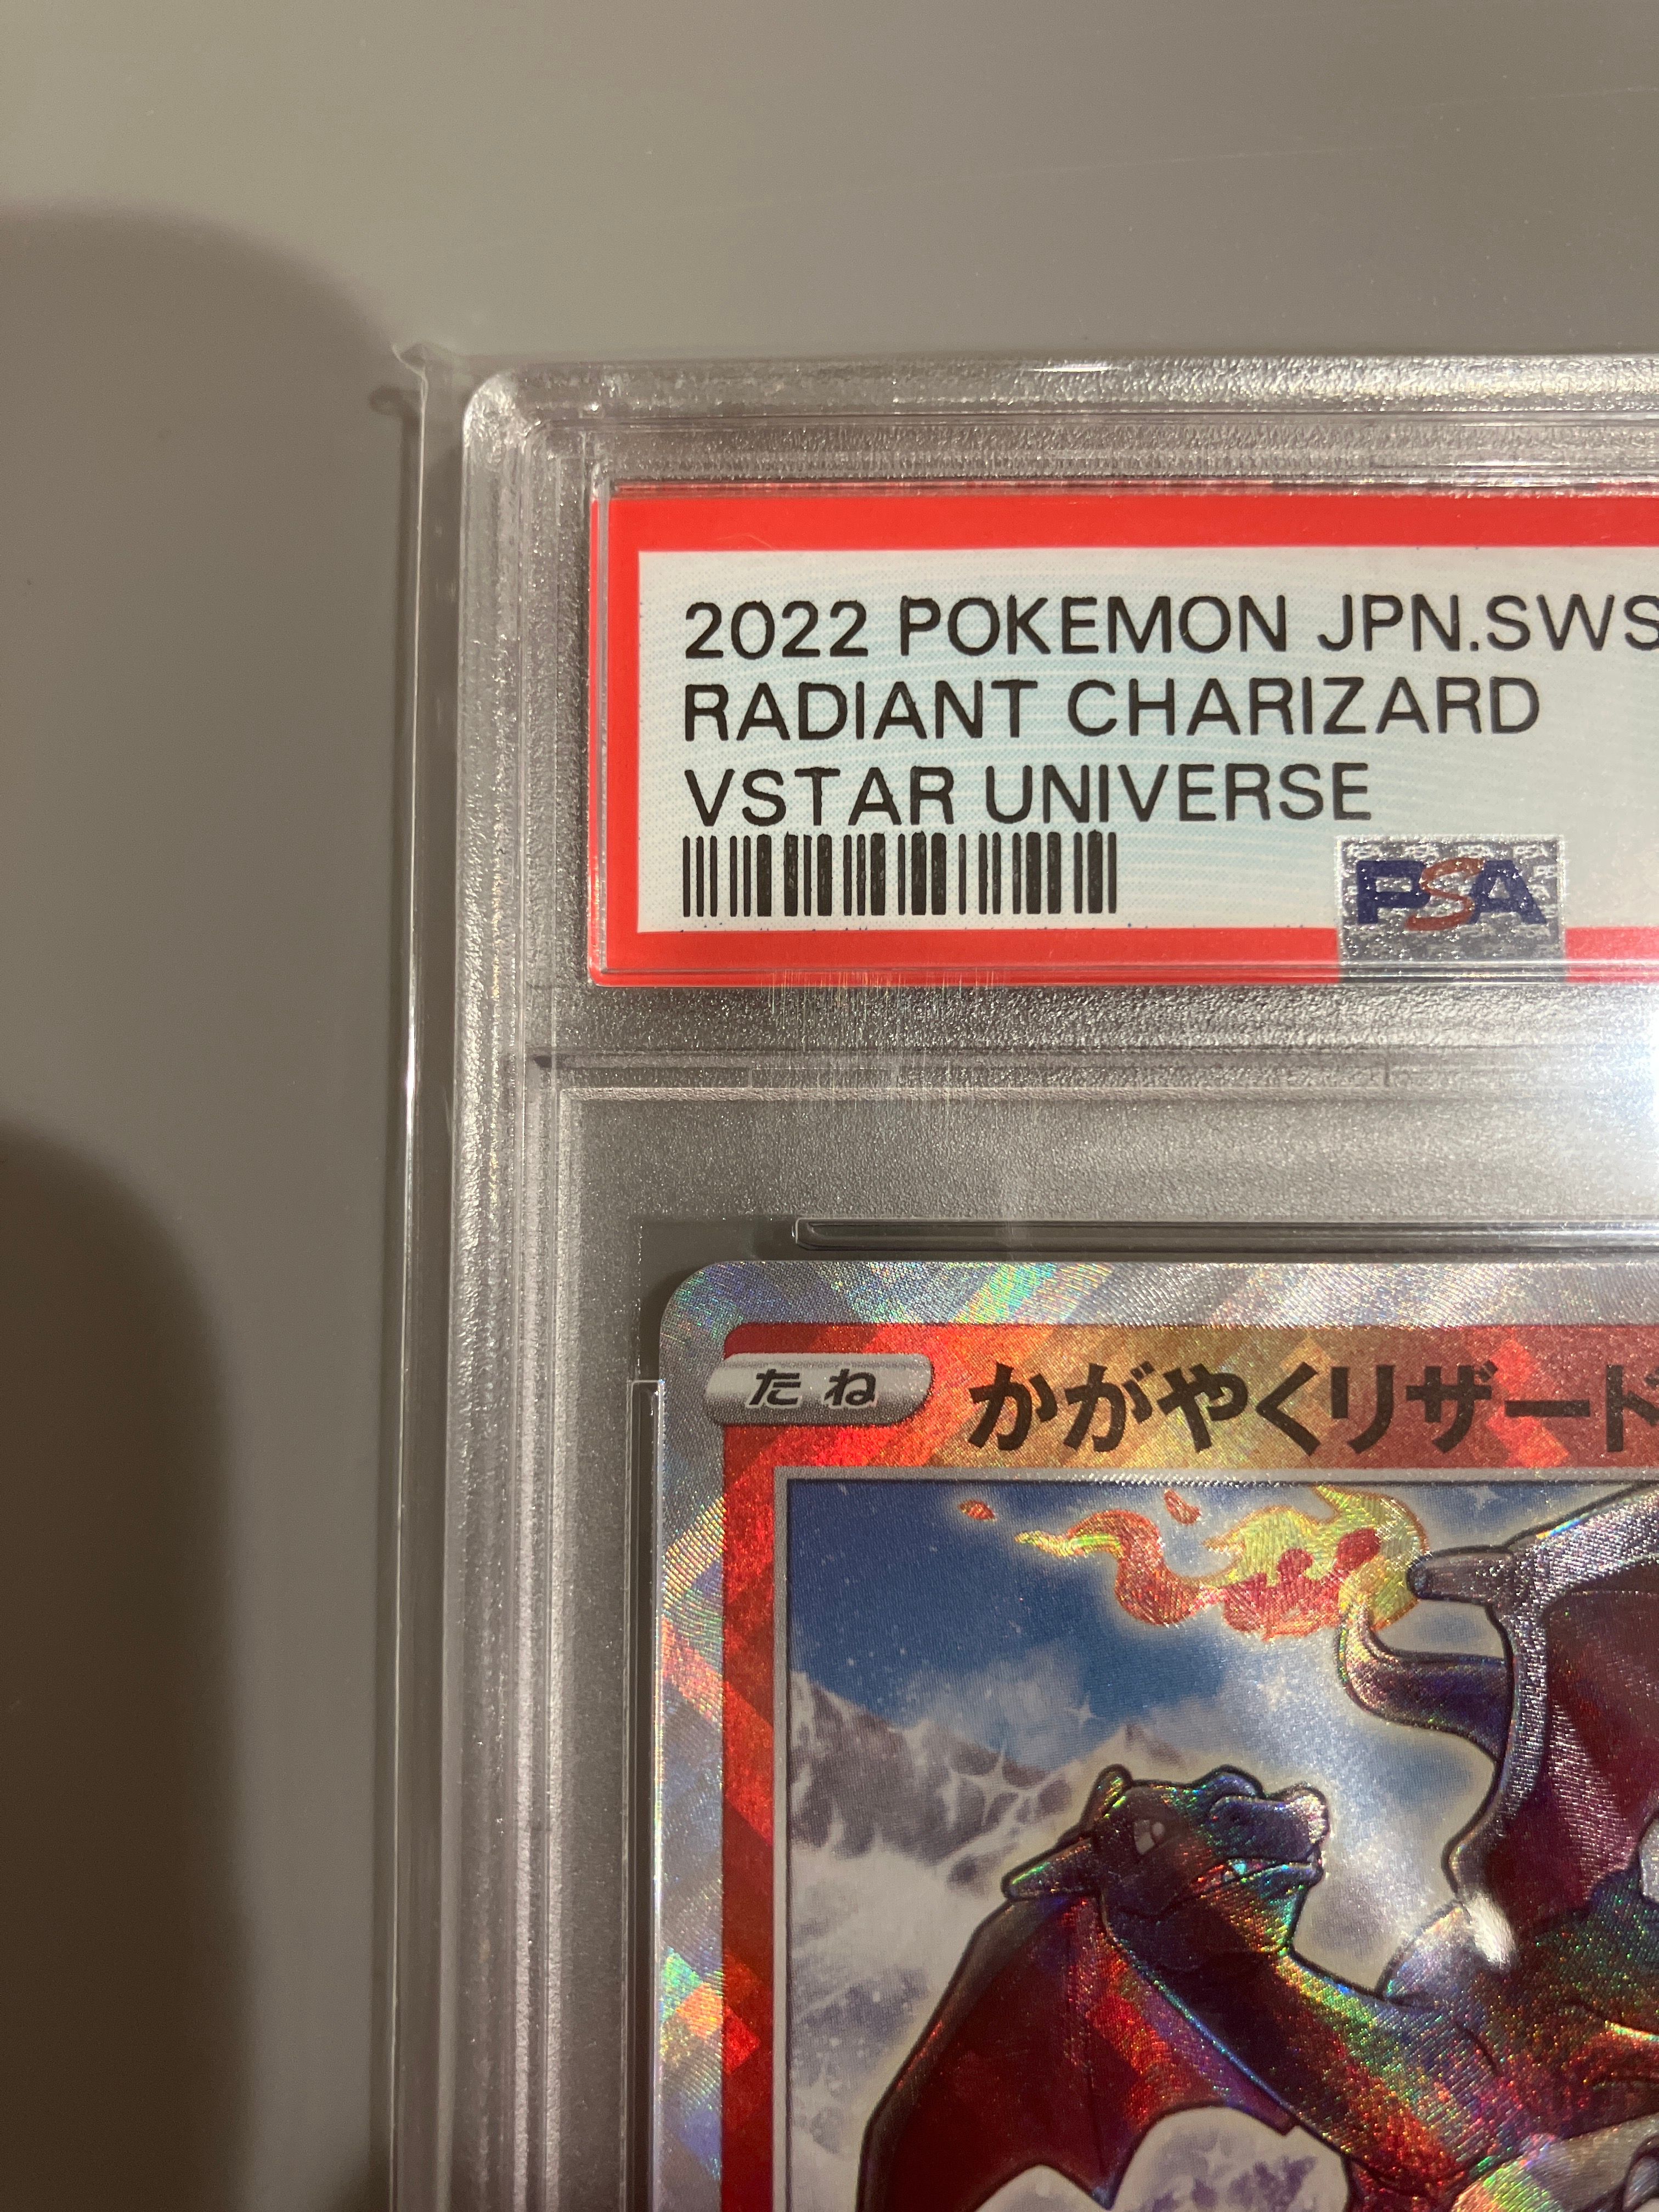 2022 POKEMON JPN.SWS
RADIANT CHARIZARD
VSTAR UNIVERSE
PSA
たね
かがやくリザード